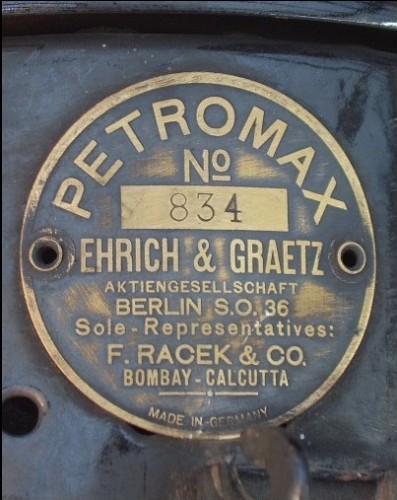 PETROMAX
No
834
EHRICH & GRAETZ
AKTIENGESELLSCHAFT
BERLIN S.O. 36
Sole-Representatives:
F. RACEK & CO.
BOMBAY-CALCUTTA
MADE IN-GERMANY